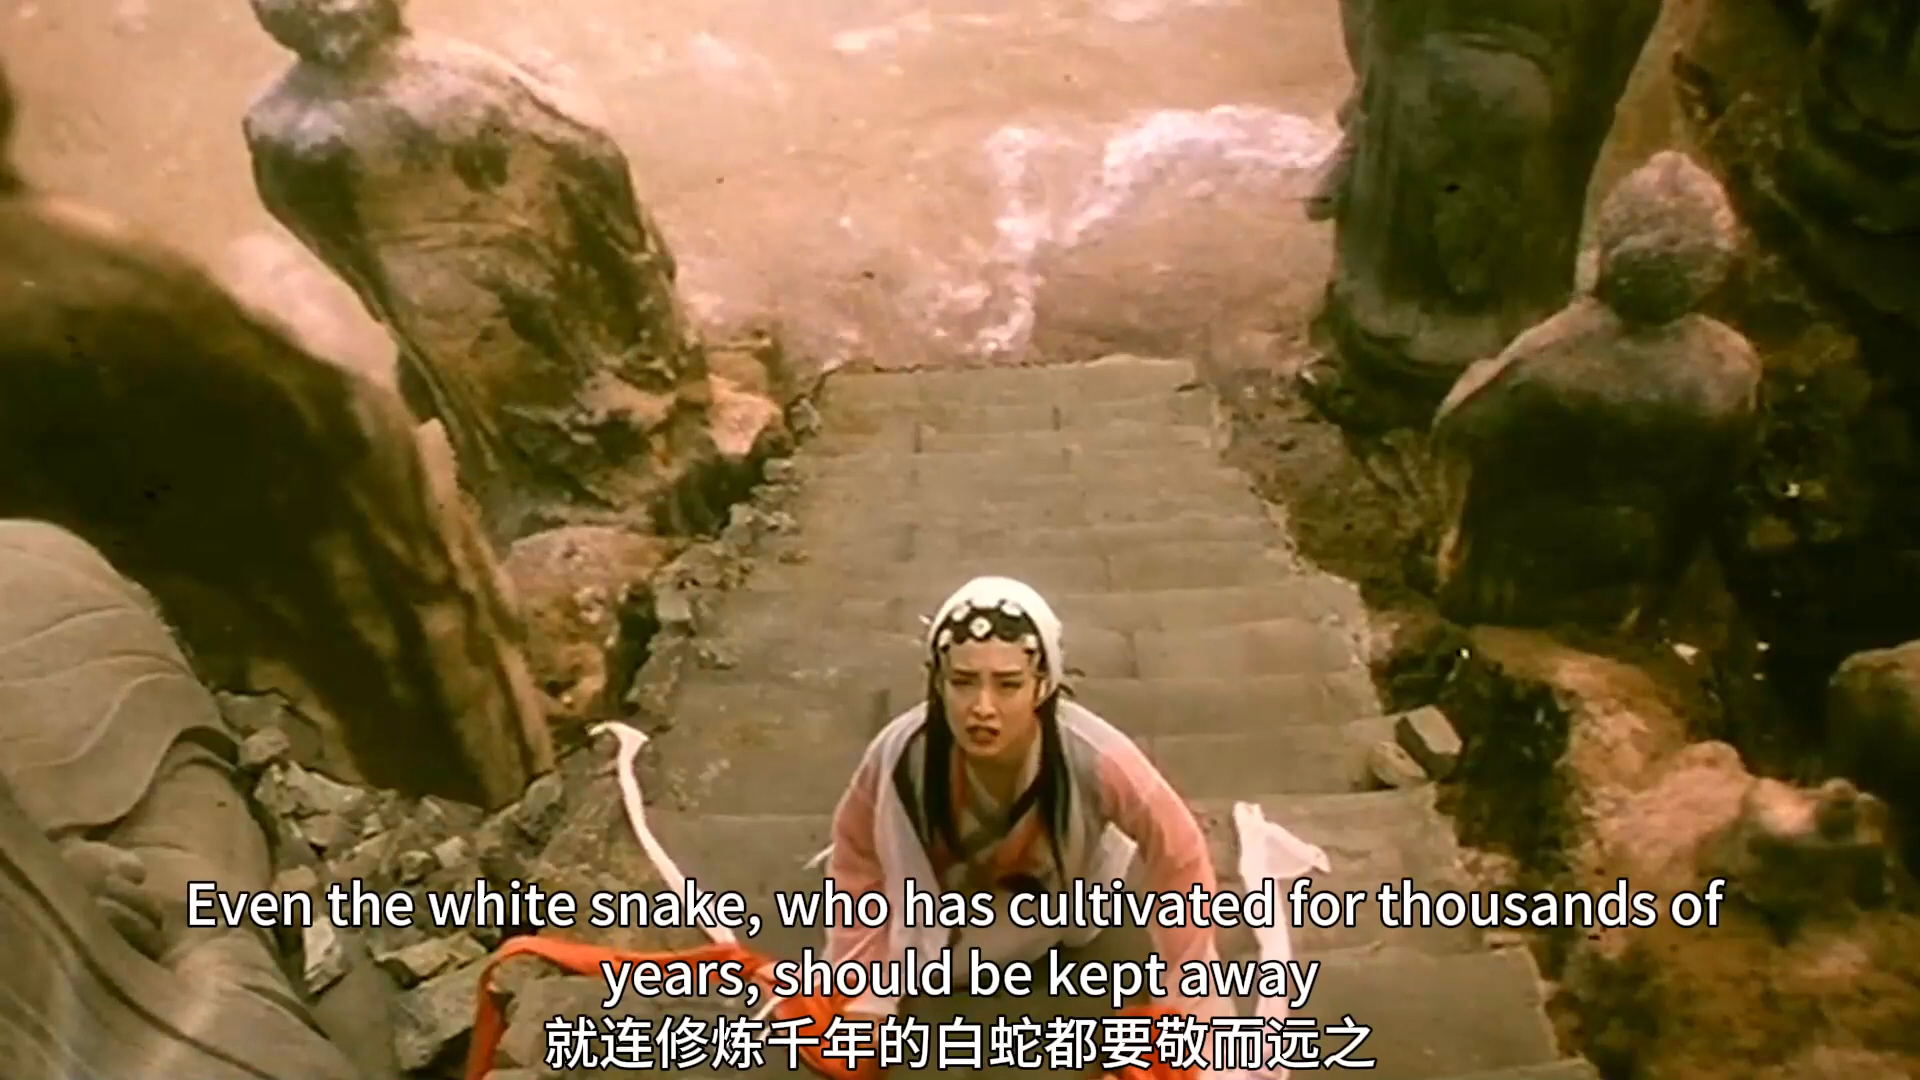 Even the white snake, who has cultivated for thousands of
years, should be kept away
就连修炼千年的白蛇都要敬而远之